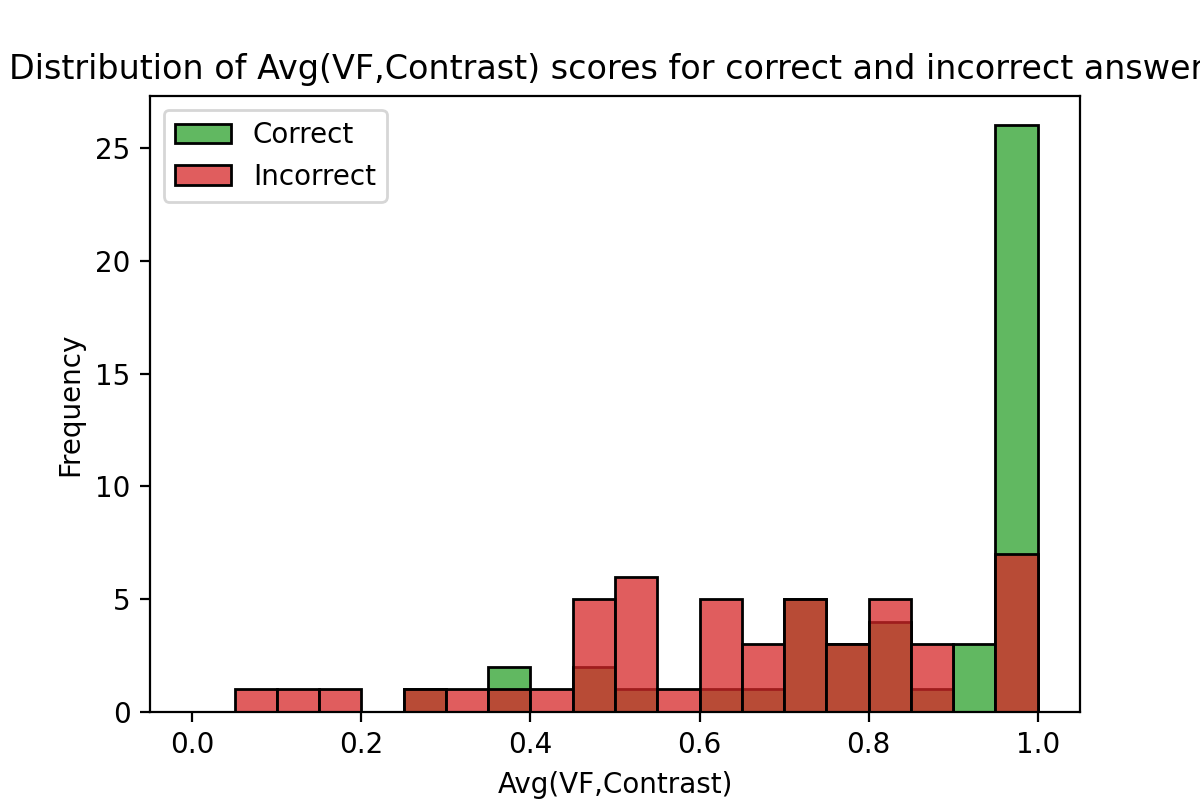 Distribution of Avg(VF,Contrast) scores for correct and incorrect answer
Correct
Incorrect
25
20
15
10
5
0
Frequency
0.0 0.2 0.4 0.6 0.8 1.0
Avg(VF,Contrast)